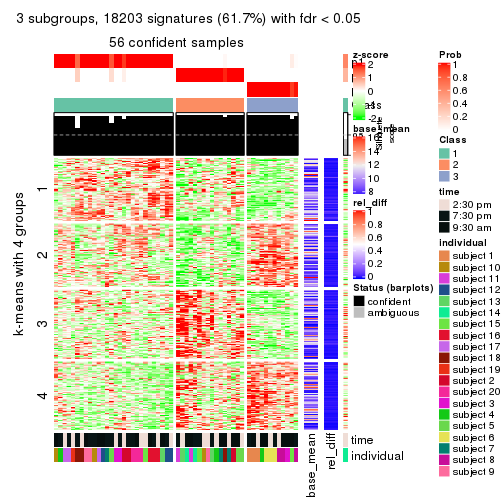 3 subgroups, 18203 signatures (61.7%) with fdr < 0.05
56 confident samples
k-means with 4 groups
1
2
3
4
z-score
2
1
0
-1
-2
base_mean
16
14
12
10
8
rel_diff
1
0.8
0.6
0.4
0.2
0
Status (barplots)
confident
ambiguous
Silhouette
score
time
individual
base_mean
rel_diff
Prob
1
0.8
0.6
0.4
0.2
0
Class
1
2
3
time
2:30 pm
7:30 pm
9:30 am
individual
subject 1
subject 10
subject 11
subject 12
subject 13
subject 14
subject 15
subject 16
subject 17
subject 18
subject 19
subject 2
subject 20
subject 3
subject 4
subject 5
subject 6
subject 7
subject 8
subject 9